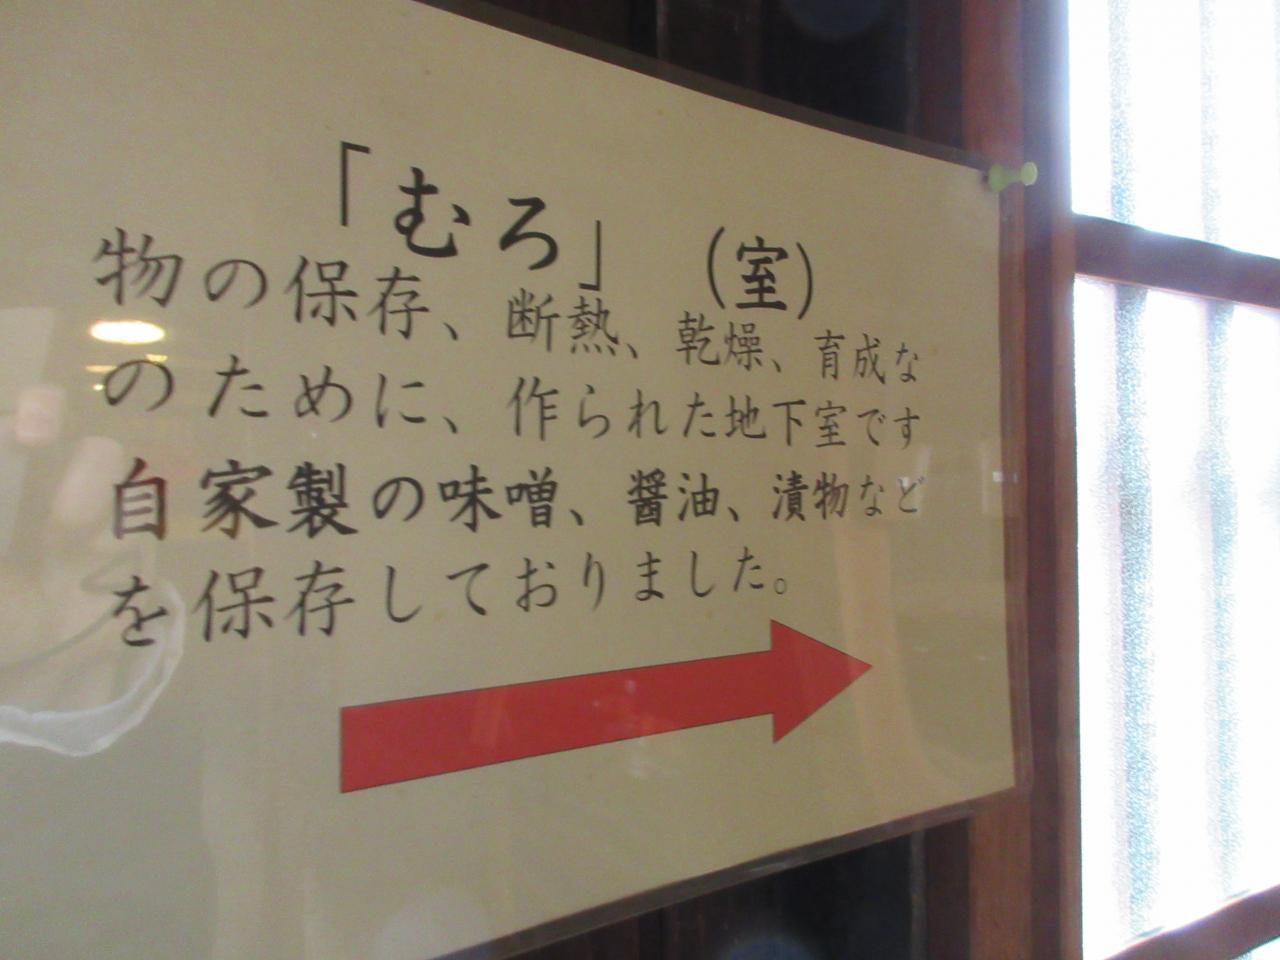 「むろ」（室）
物の保存、断熱、乾燥、育成な
のために、作られた地下室です
自家製の味噌、醤油、漬物など
を保存しておりました。